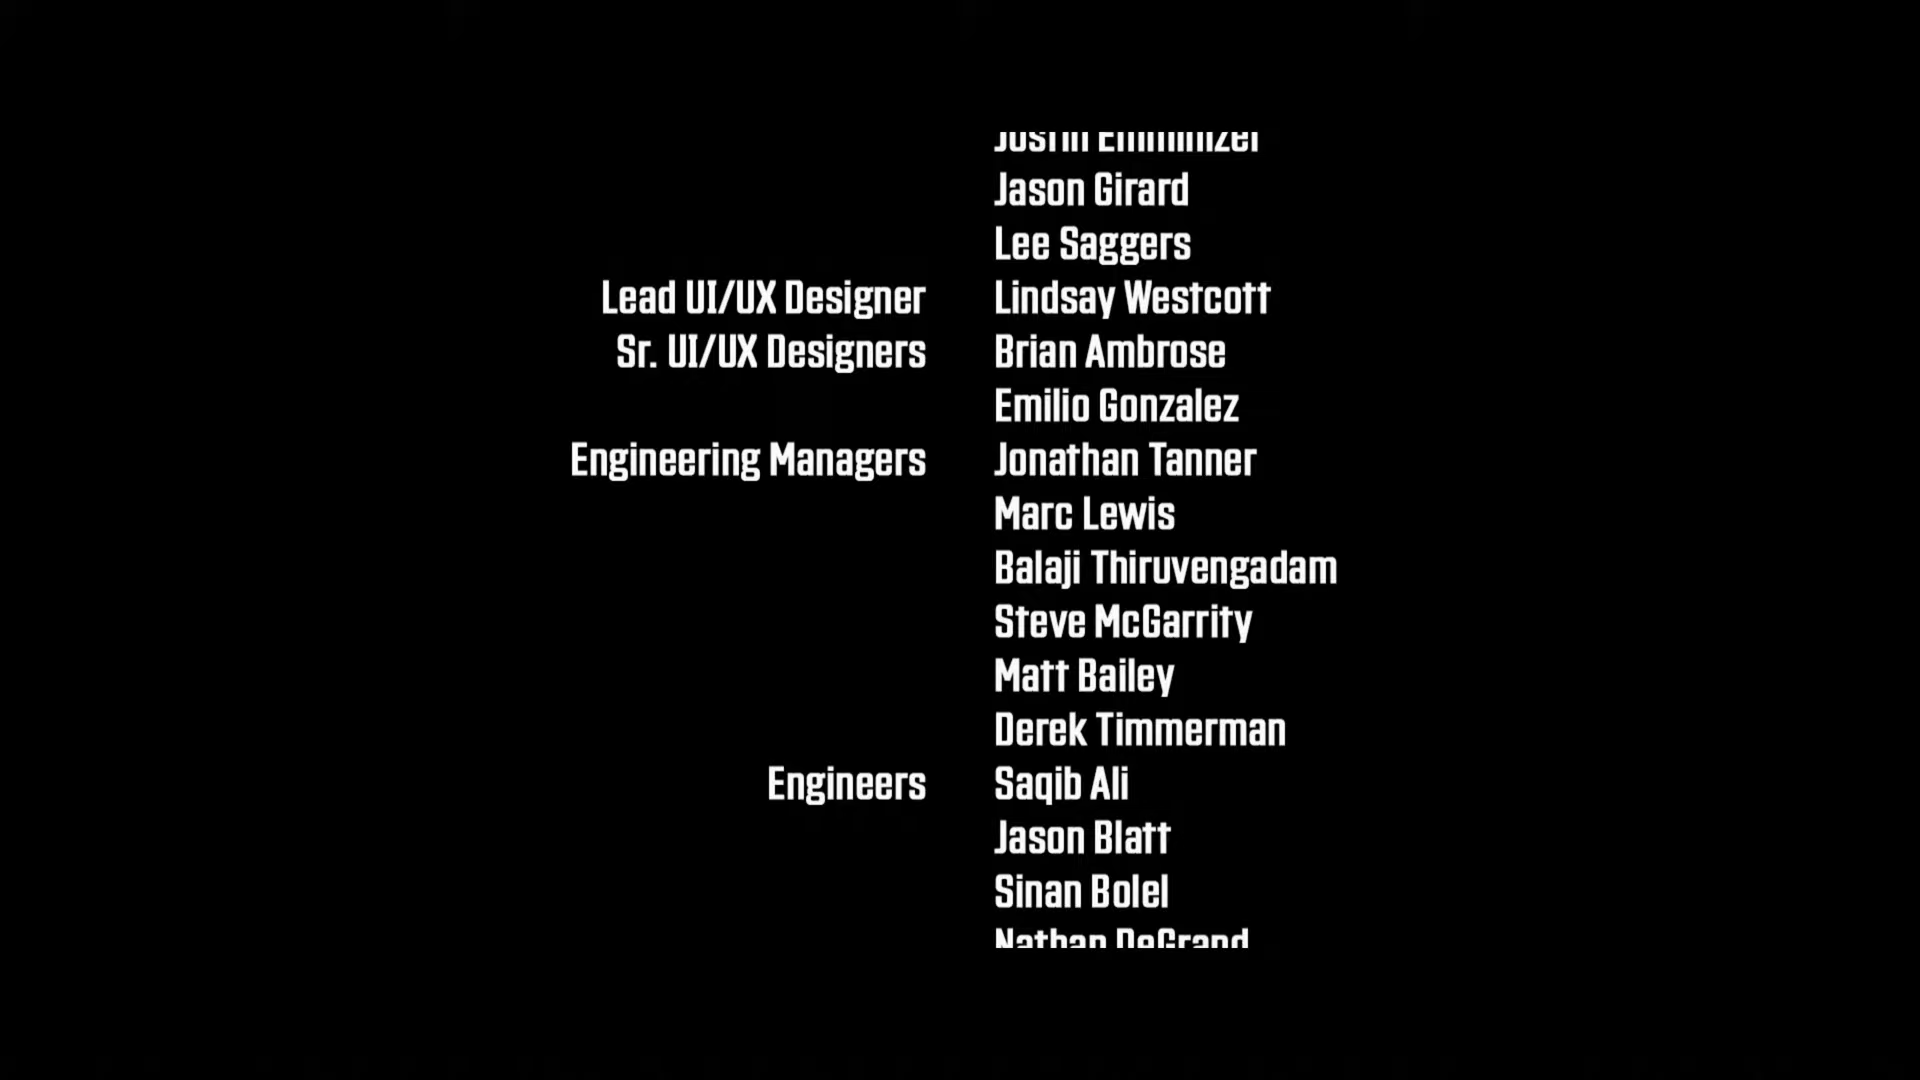 Justin
Jason Girard
Lee Saggers
Lead UI/UX Designer Lindsay Westcott
Sr. UI/UX Designers Brian Ambrose
Emilio Gonzalez
Engineering Managers Jonathan Tanner
Marc Lewis
Balaji Thiruvengadam
Steve McGarrity
Matt Bailey
Derek Timmerman
Engineers Saqib Ali
Jason Blatt
Sinan Bolel
Nathan DeGrand